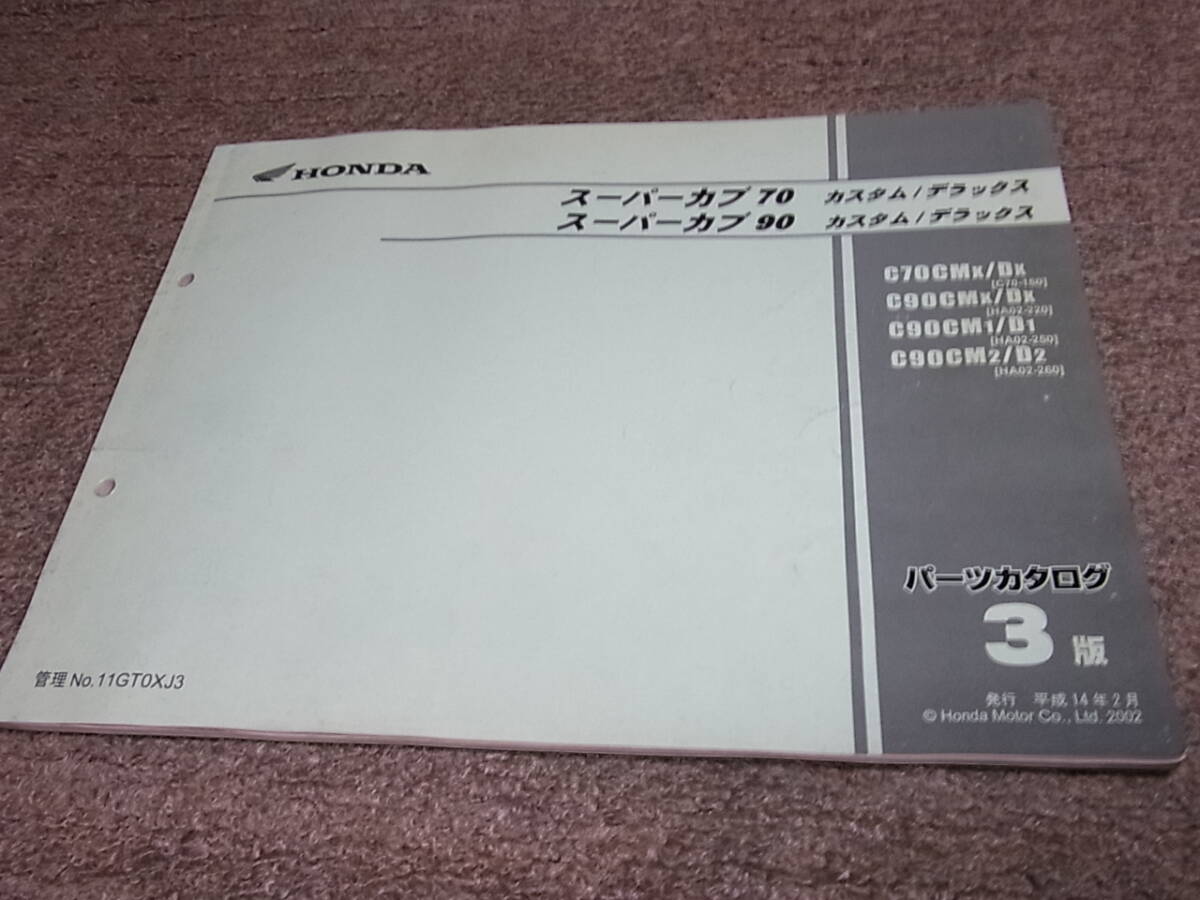 HONDA
スーパーカブ 70 カスタム / デラックス
スーパーカブ 90 カスタム / デラックス
C70CMX/DX
[C70-150]
C90CMX/DX
[HA02-220]
C90CM1/D1
[HA02-250]
C90CM2/D2
[HA02-260]
パーツカタログ
3 版
発行 平成 14 年 2 月
© Honda Motor Co., Ltd. 2002
管理 No.11GT0XJ3